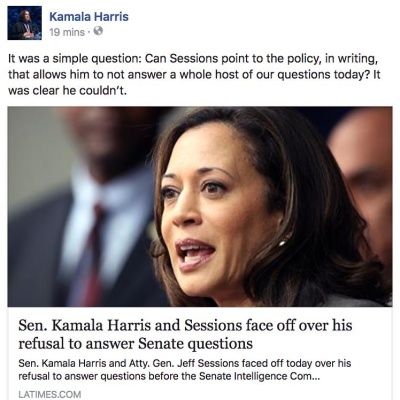 Kamala Harris
19 mins ·
It was a simple question: Can Sessions point to the policy, in writing,
that allows him to not answer a whole host of our questions today? It
was clear he couldn't.
Sen. Kamala Harris and Sessions face off over his
refusal to answer Senate questions
Sen. Kamala Harris and Atty. Gen. Jeff Sessions faced off today over his
refusal to answer questions before the Senate Intelligence Com...
LATIMES.COM